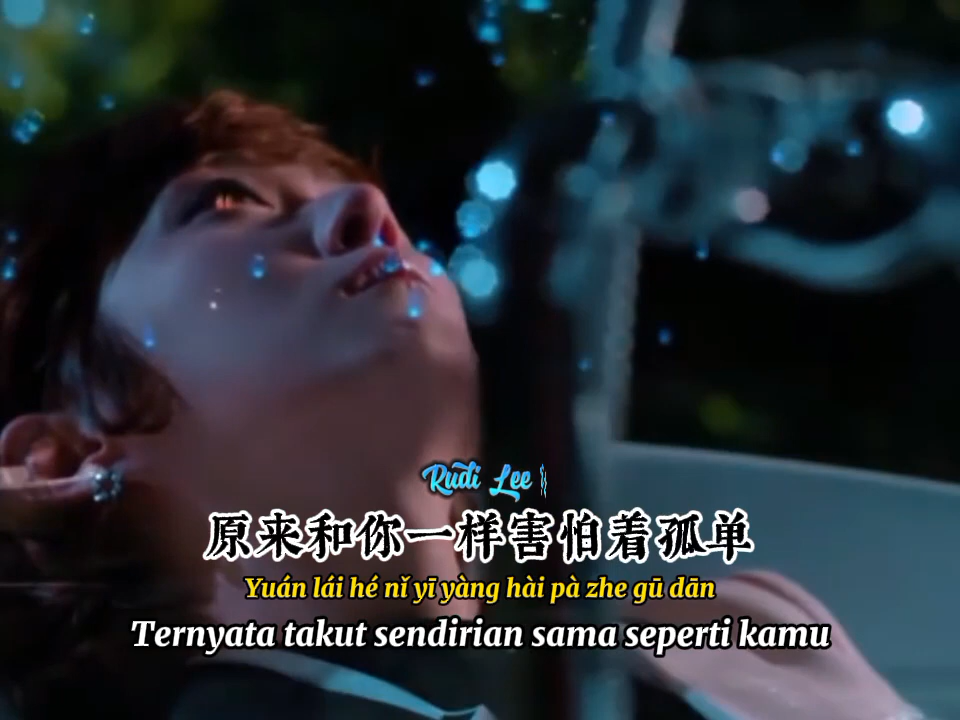 Rudi Lee
原来和你一样害怕着孤单
Yuán lái hé nǐ yī yàng hài pà zhe gū dān
Ternyata takut sendirian sama seperti kamu